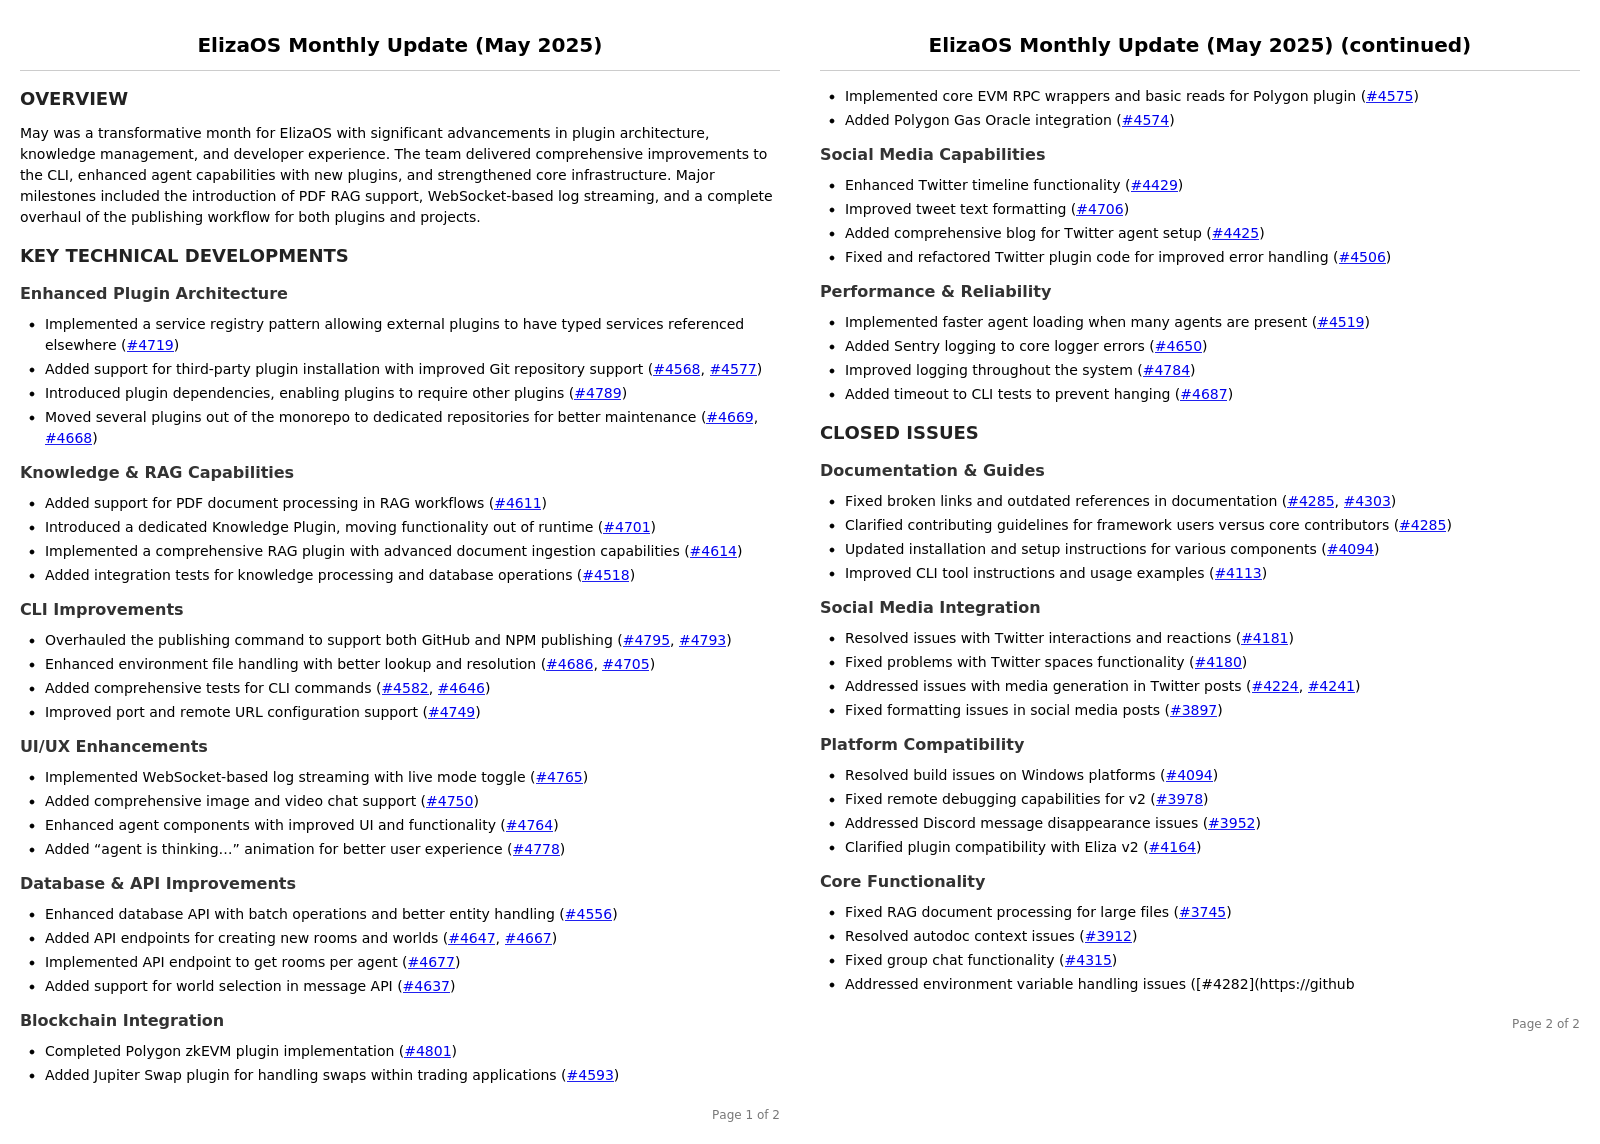 ElizaOS Monthly Update (May 2025)
OVERVIEW
May was a transformative month for ElizaOS with significant advancements in plugin architecture,
knowledge management, and developer experience. The team delivered comprehensive improvements to
the CLI, enhanced agent capabilities with new plugins, and strengthened core infrastructure. Major
milestones included the introduction of PDF RAG support, WebSocket-based log streaming, and a complete
overhaul of the publishing workflow for both plugins and projects.
KEY TECHNICAL DEVELOPMENTS
Enhanced Plugin Architecture
• Implemented a service registry pattern allowing external plugins to have typed services referenced
elsewhere (#4719)
• Added support for third-party plugin installation with improved Git repository support (#4568, #4577)
• Introduced plugin dependencies, enabling plugins to require other plugins (#4789)
• Moved several plugins out of the monorepo to dedicated repositories for better maintenance (#4669,
#4668)
Knowledge & RAG Capabilities
• Added support for PDF document processing in RAG workflows (#4611)
• Introduced a dedicated Knowledge Plugin, moving functionality out of runtime (#4701)
• Implemented a comprehensive RAG plugin with advanced document ingestion capabilities (#4614)
• Added integration tests for knowledge processing and database operations (#4518)
CLI Improvements
• Overhauled the publishing command to support both GitHub and NPM publishing (#4795, #4793)
• Enhanced environment file handling with better lookup and resolution (#4686, #4705)
• Added comprehensive tests for CLI commands (#4582, #4646)
• Improved port and remote URL configuration support (#4749)
UI/UX Enhancements
• Implemented WebSocket-based log streaming with live mode toggle (#4765)
• Added comprehensive image and video chat support (#4750)
• Enhanced agent components with improved UI and functionality (#4764)
• Added “agent is thinking…” animation for better user experience (#4778)
Database & API Improvements
• Enhanced database API with batch operations and better entity handling (#4556)
• Added API endpoints for creating new rooms and worlds (#4647, #4667)
• Implemented API endpoint to get rooms per agent (#4677)
• Added support for world selection in message API (#4637)
Blockchain Integration
• Completed Polygon zkEVM plugin implementation (#4801)
• Added Jupiter Swap plugin for handling swaps within trading applications (#4593)
Page 1 of 2
ElizaOS Monthly Update (May 2025) (continued)
• Implemented core EVM RPC wrappers and basic reads for Polygon plugin (#4575)
• Added Polygon Gas Oracle integration (#4574)
Social Media Capabilities
• Enhanced Twitter timeline functionality (#4429)
• Improved tweet text formatting (#4706)
• Added comprehensive blog for Twitter agent setup (#4425)
• Fixed and refactored Twitter plugin code for improved error handling (#4506)
Performance & Reliability
• Implemented faster agent loading when many agents are present (#4519)
• Added Sentry logging to core logger errors (#4650)
• Improved logging throughout the system (#4784)
• Added timeout to CLI tests to prevent hanging (#4687)
CLOSED ISSUES
Documentation & Guides
• Fixed broken links and outdated references in documentation (#4285, #4303)
• Clarified contributing guidelines for framework users versus core contributors (#4285)
• Updated installation and setup instructions for various components (#4094)
• Improved CLI tool instructions and usage examples (#4113)
Social Media Integration
• Resolved issues with Twitter interactions and reactions (#4181)
• Fixed problems with Twitter spaces functionality (#4180)
• Addressed issues with media generation in Twitter posts (#4224, #4241)
• Fixed formatting issues in social media posts (#3897)
Platform Compatibility
• Resolved build issues on Windows platforms (#4094)
• Fixed remote debugging capabilities for v2 (#3978)
• Addressed Discord message disappearance issues (#3952)
• Clarified plugin compatibility with Eliza v2 (#4164)
Core Functionality
• Fixed RAG document processing for large files (#3745)
• Resolved autodoc context issues (#3912)
• Fixed group chat functionality (#4315)
• Addressed environment variable handling issues ([#4282](https://github
Page 2 of 2